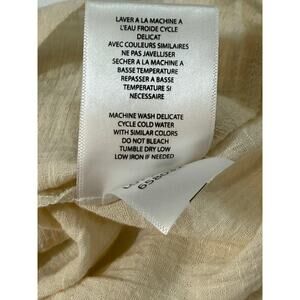 LAVER A LA MACHINE A
L'EAU FROIDE CYCLE
DELICAT
AVEC COULEURS SIMILAIRES
NE PAS JAVELLISER
SECHER A LA MACHINE A
BASSE TEMPERATURE
REPASSER A BASSE
TEMPERATURE SI
NECESSAIRE
MACHINE WASH DELICATE
CYCLE COLD WATER
WITH SIMILAR COLORS
DO NOT BLEACH
TUMBLE DRY LOW
LOW IRON IF NEEDED